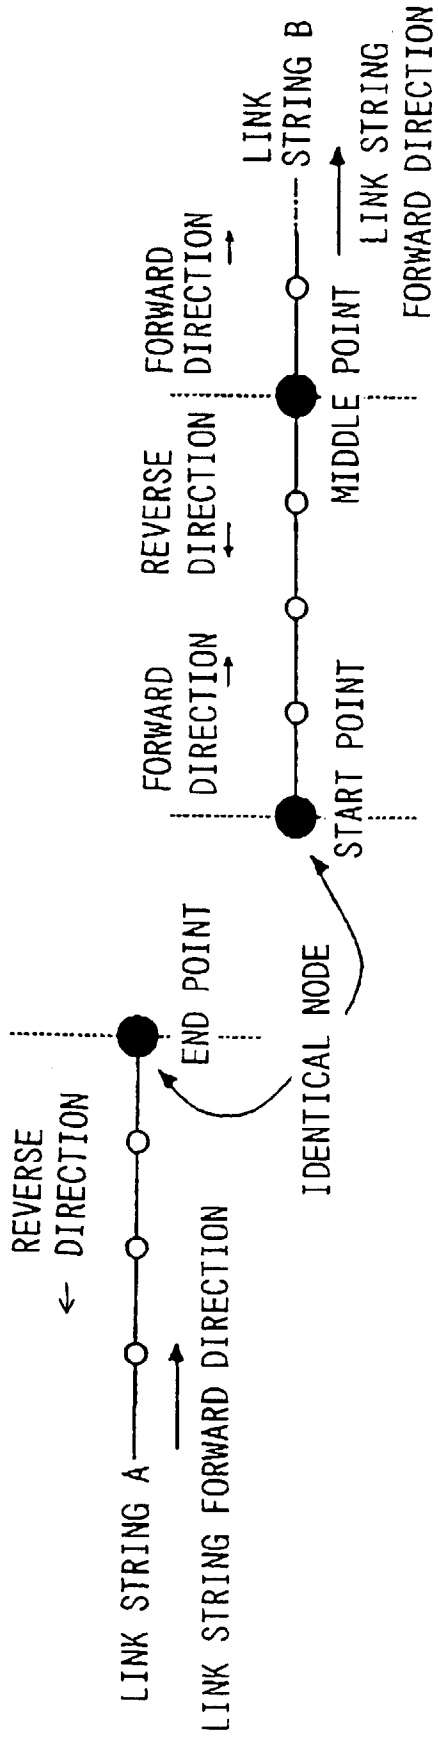 REVERSE
DIRECTION
LINK STRING A
LINK STRING FORWARD DIRECTION
END POINT
IDENTICAL NODE
FORWARD
DIRECTION
REVERSE
DIRECTION
FORWARD
DIRECTION
START POINT
MIDDLE POINT
LINK
STRING B
LINK STRING
FORWARD DIRECTION